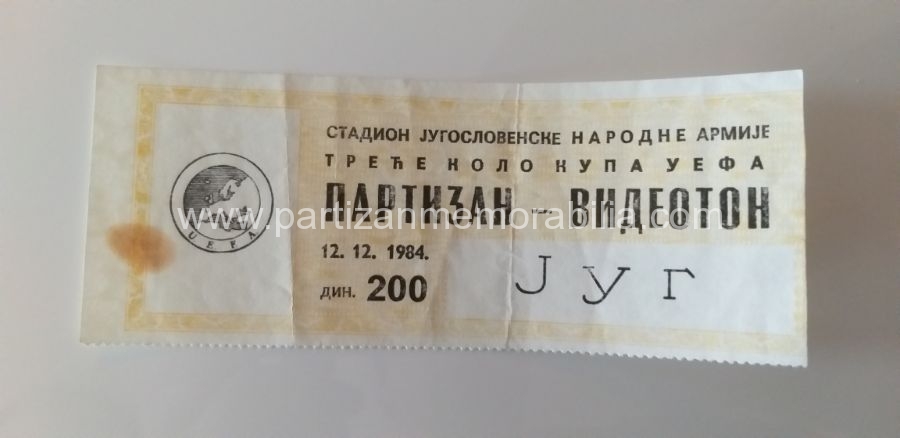 СТАДИОН ЈУГОСЛОВЕНСКЕ НАРОДНЕ АРМИЈЕ
ТРЕЋЕ КОЛО КУПА УЕФА
ПАРТИЗАН – ВИДЕОТОН
www.partizanmemorabilia.com
UEFA
12. 12. 1984.
ДИН. 200
ЈУГ